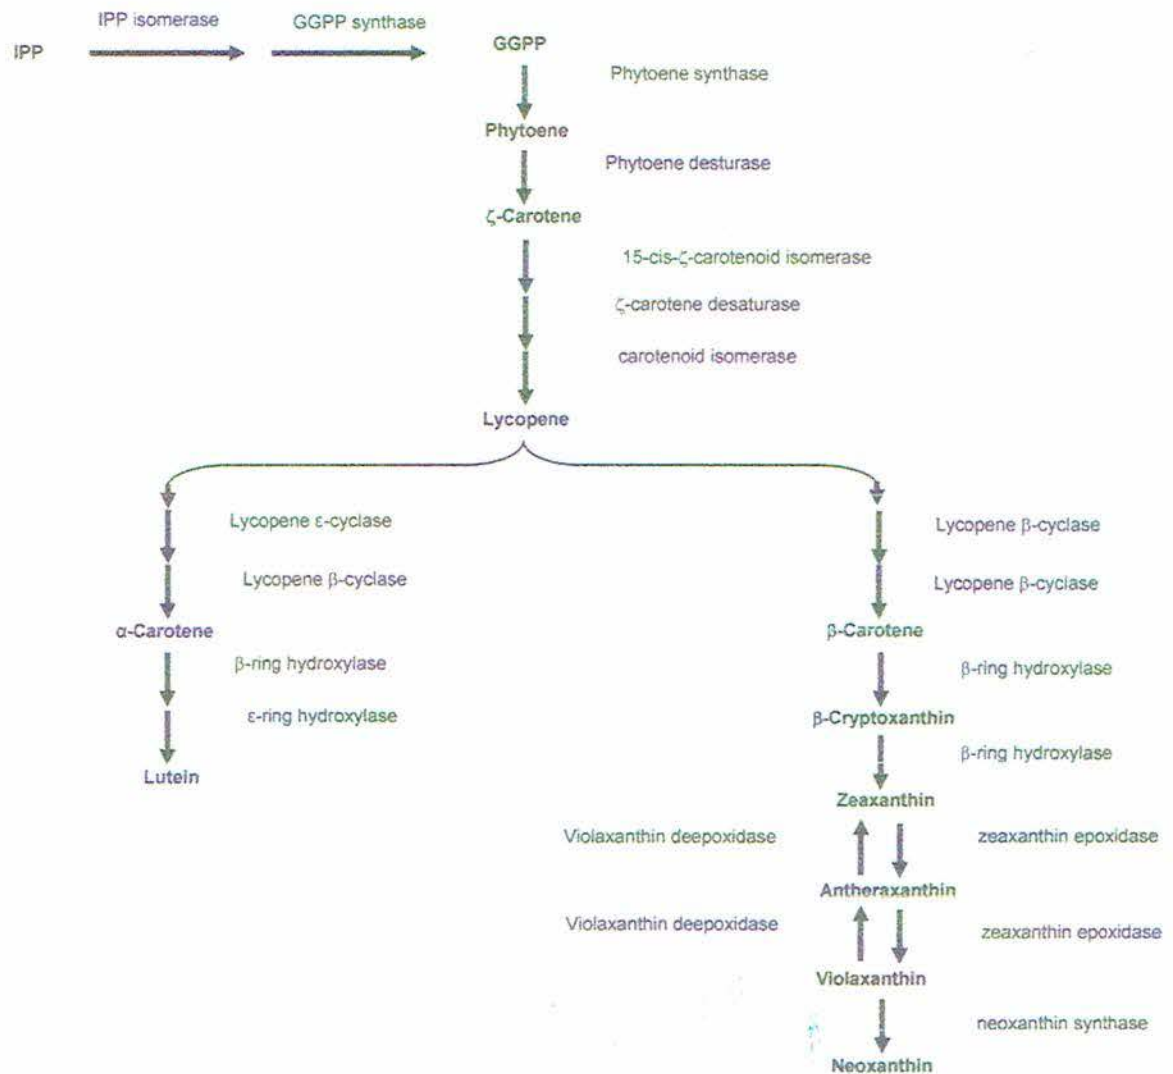 IPP isomerase
GGPP synthase
IPP
GGPP
Phytoene synthase
Phytoene
Phytoene desturase
ζ-Carotene
15-cis-ζ-carotenoid isomerase
ζ-carotene desaturase
carotenoid isomerase
Lycopene
Lycopene ε-cyclase
Lycopene β-cyclase
α-Carotene
β-ring hydroxylase
ε-ring hydroxylase
Lutein
Lycopene β-cyclase
Lycopene β-cyclase
β-Carotene
β-ring hydroxylase
β-Cryptoxanthin
β-ring hydroxylase
Zeaxanthin
Violaxanthin deepoxidase
zeaxanthin epoxidase
Antheraxanthin
Violaxanthin deepoxidase
zeaxanthin epoxidase
Violaxanthin
neoxanthin synthase
Neoxanthin